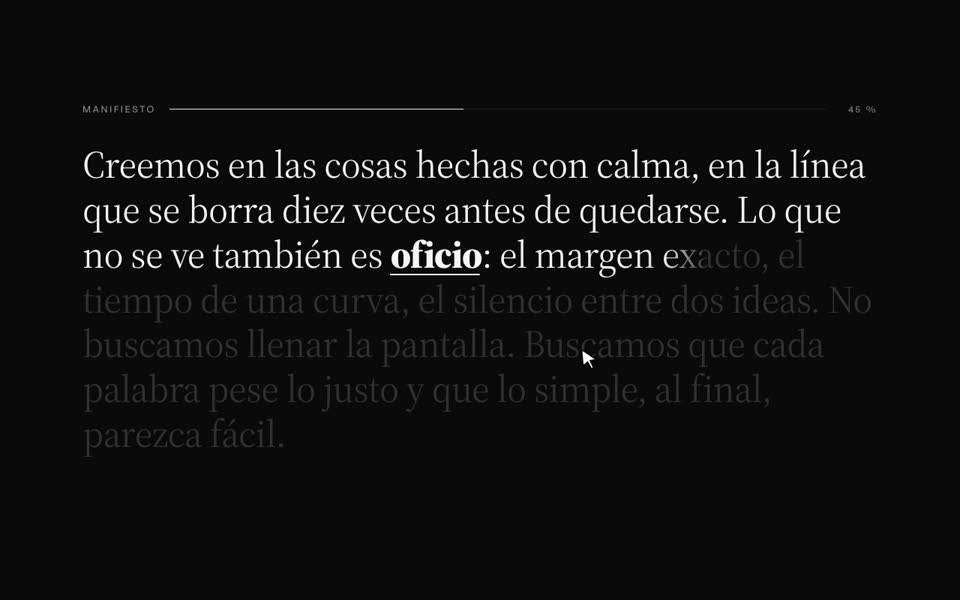 MANIFIESTO 45 %
Creemos en las cosas hechas con calma, en la línea
que se borra diez veces antes de quedarse. Lo que
no se ve también es oficio: el margen exacto, el
tiempo de una curva, el silencio entre dos ideas. No
buscamos llenar la pantalla. Buscamos que cada
palabra pese lo justo y que lo simple, al final,
parezca fácil.